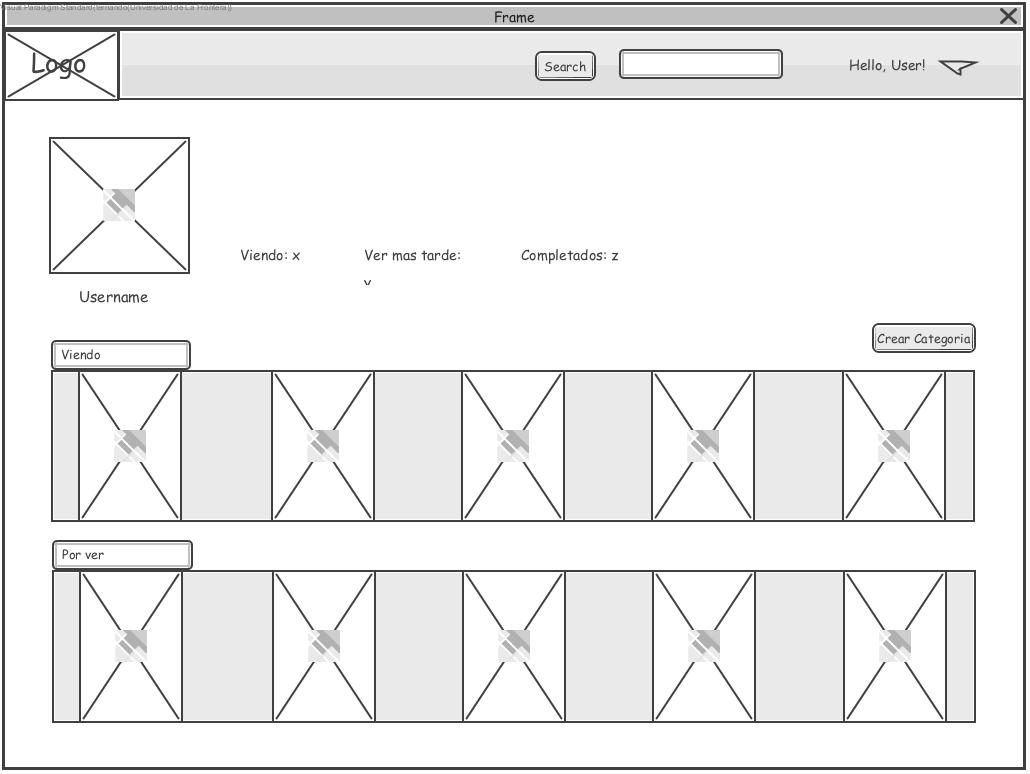 Visual Paradigm Standard(fernando(Universidad de La Frontera))
Frame
Logo
Search
Hello, User!
Viendo: x
Ver mas tarde:
Completados: z
Username
Crear Categoria
Viendo
Por ver